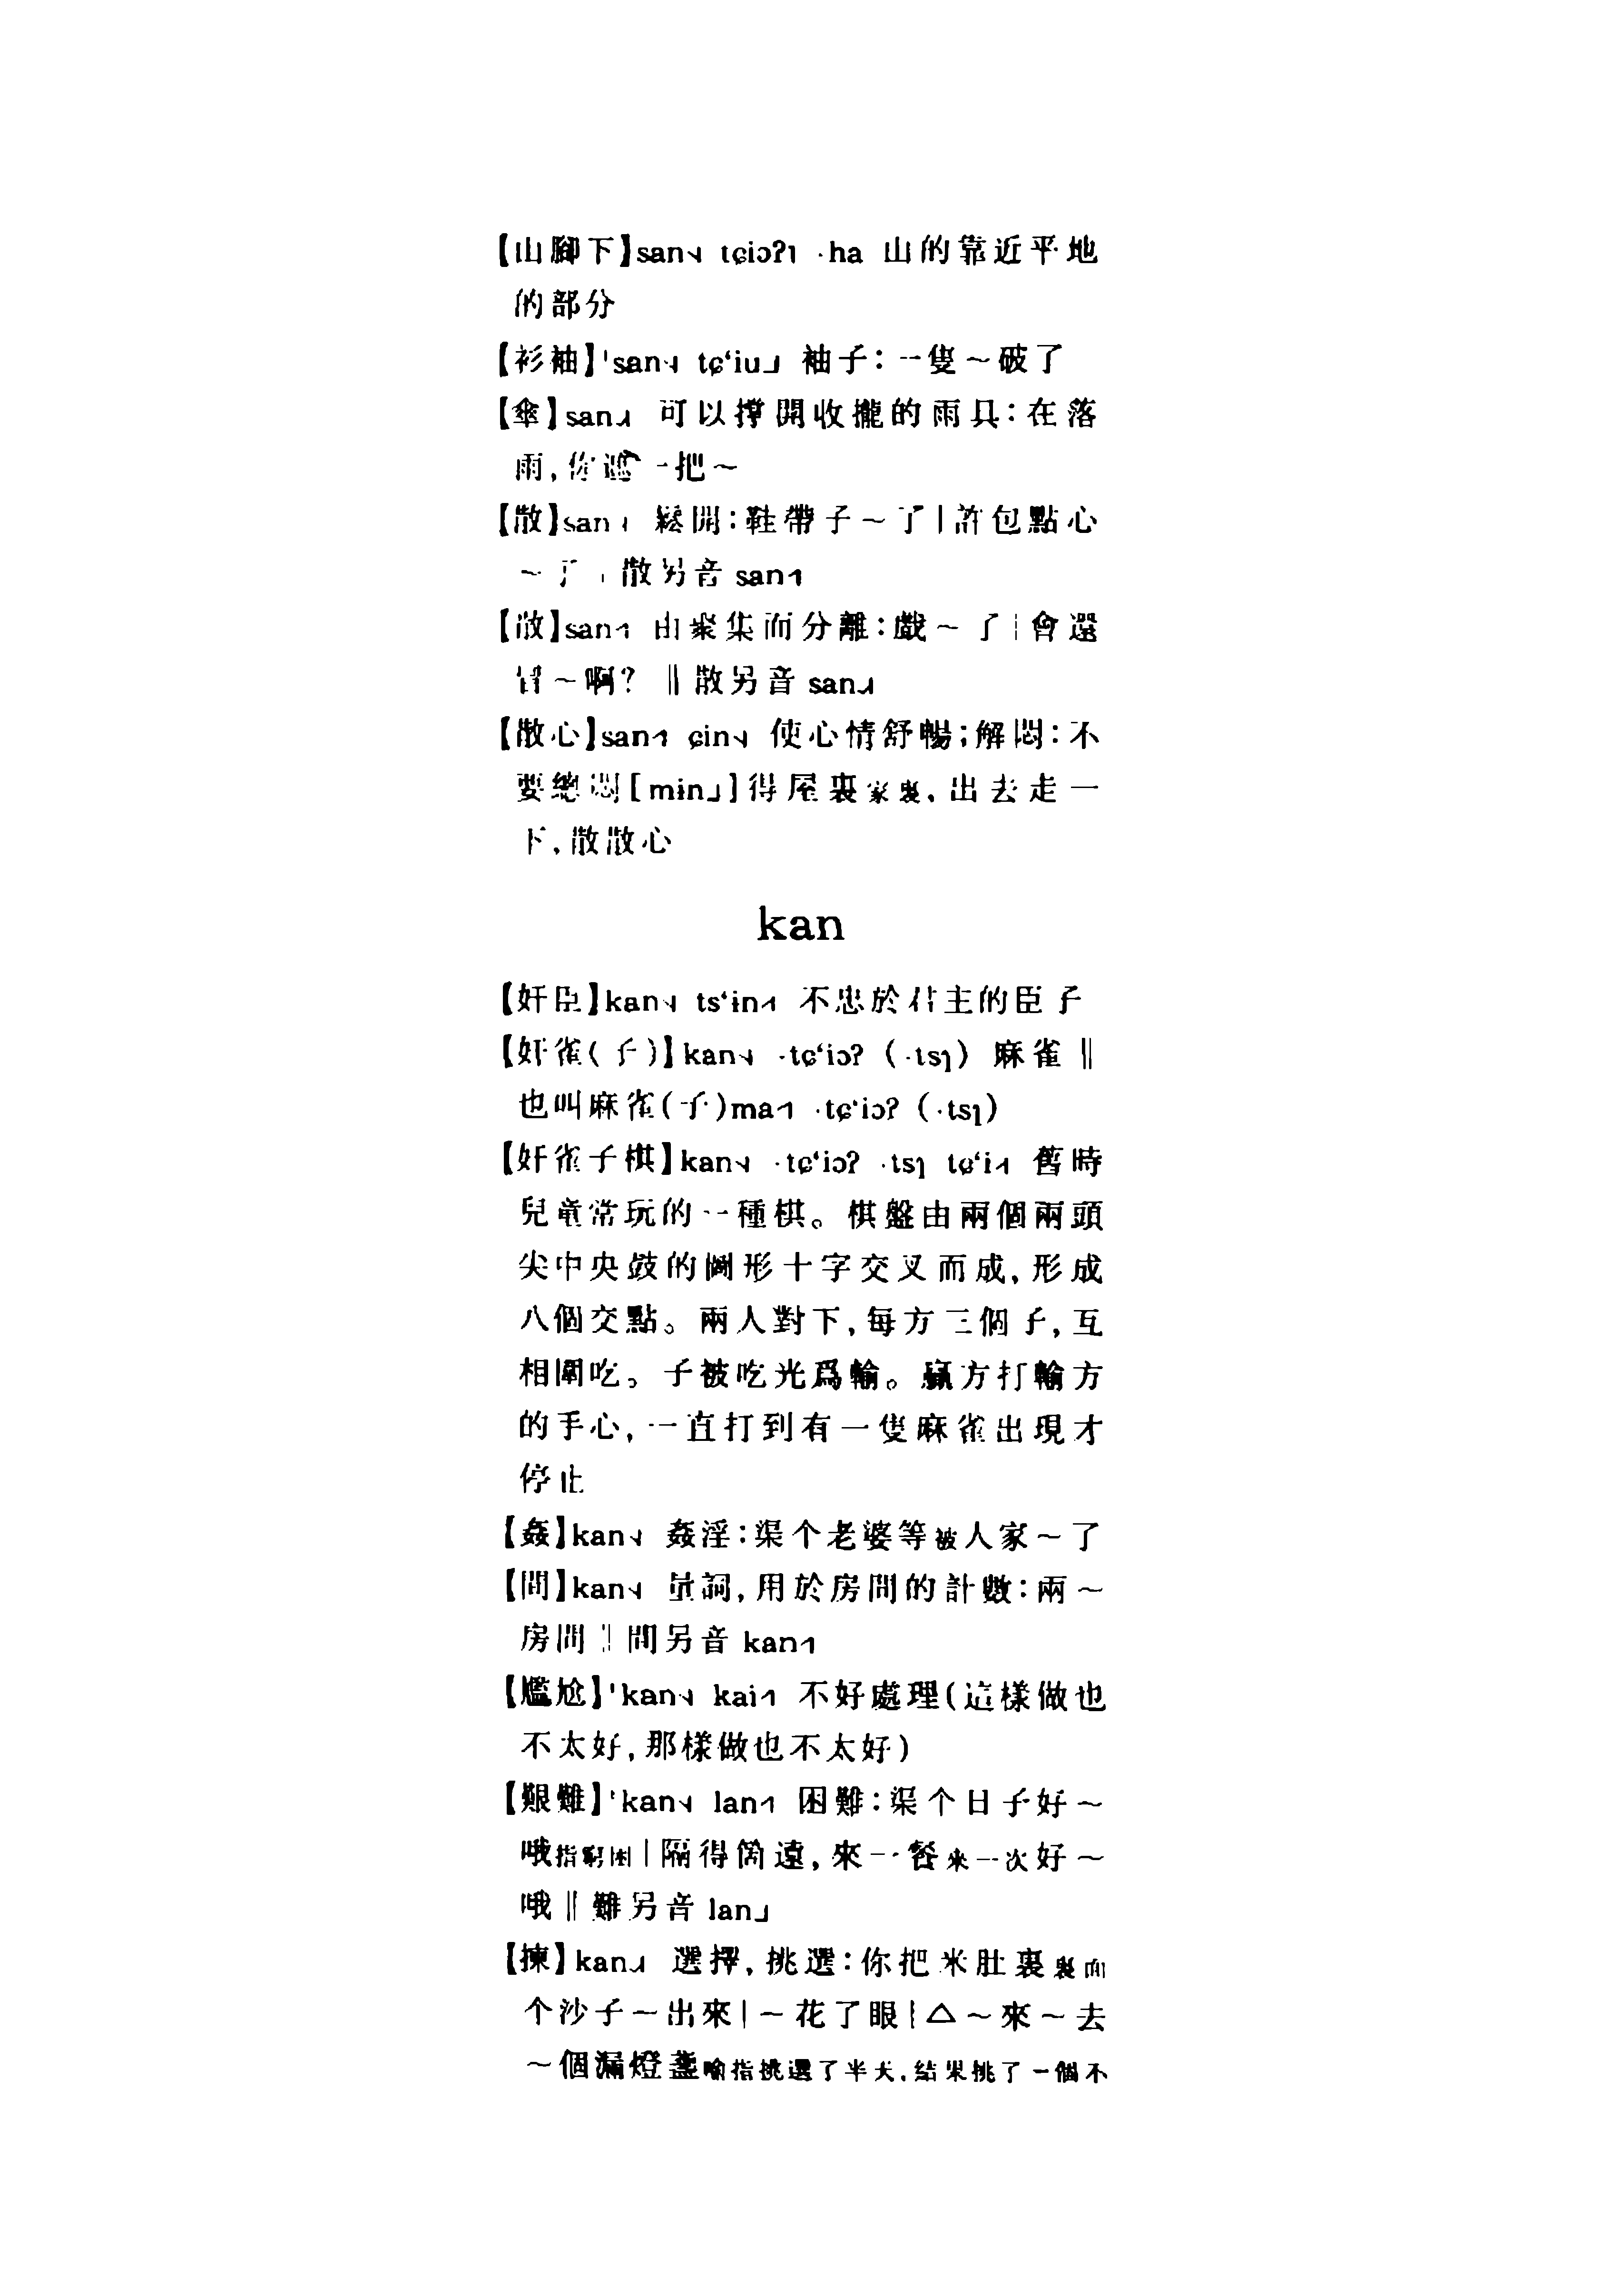 【山腳下】san˧˩ tɕiɔʔ˥ ·ha 山的靠近平地
的部分
【衫袖】'san˧˩ tɕ‘iu˩ 袖子：一隻～破了
【傘】san˨˩ 可以撐開收攏的雨具：在落
雨，你 一把～
【散】san 鬆開：鞋帶子～了|許包點心
～了 ‖散另音 san˦˥
【散】san˦˥ 由聚集而分離：戲～了|會還
冒～啊？ ‖散另音 san˨˩
【散心】san˦˥ ɕin˧˩ 使心情舒暢；解悶：不
要總悶[min˩]得屋裏家裏，出去走一
下，散散心
kan
【奸臣】kan˧˩ ts‘in˩˧ 不忠於君主的臣子
【奸雀（子）】kan˧˩ ·tɕ‘iɔʔ （·tsɿ） 麻雀‖
也叫麻雀（子）ma˩˧ ·tɕ‘iɔʔ （·tsɿ）
【奸雀子棋】kan˧˩ ·tɕ‘iɔʔ ·tsɿ tɕ‘i˩˧ 舊時
兒童常玩的一種棋。棋盤由兩個兩頭
尖中央鼓的圖形十字交叉而成，形成
八個交點。兩人對下，每方三個子，互
相圍吃。子被吃光爲輸。贏方打輸方
的手心，一直打到有一隻麻雀出現才
停止
【姦】kan˧˩ 姦淫：渠个老婆等被人家～了
【間】kan˧˩ 量詞，用於房間的計數：兩～
房間‖間另音 kan˦˥
【尷尬】'kan˧˩ kai˦˥ 不好處理（這樣做也
不太好，那樣做也不太好）
【艱難】'kan˧˩ lan˩˧ 困難：渠个日子好～
哦指窮困|隔得箇遠，來一餐來一次好～
哦‖難另音 lan˩
【揀】kan˨˩ 選擇，挑選：你把米肚裏裏面
个沙子～出來|～花了眼|△～來～去
～個漏燈盞喻指挑選了半天，結果挑了一個不